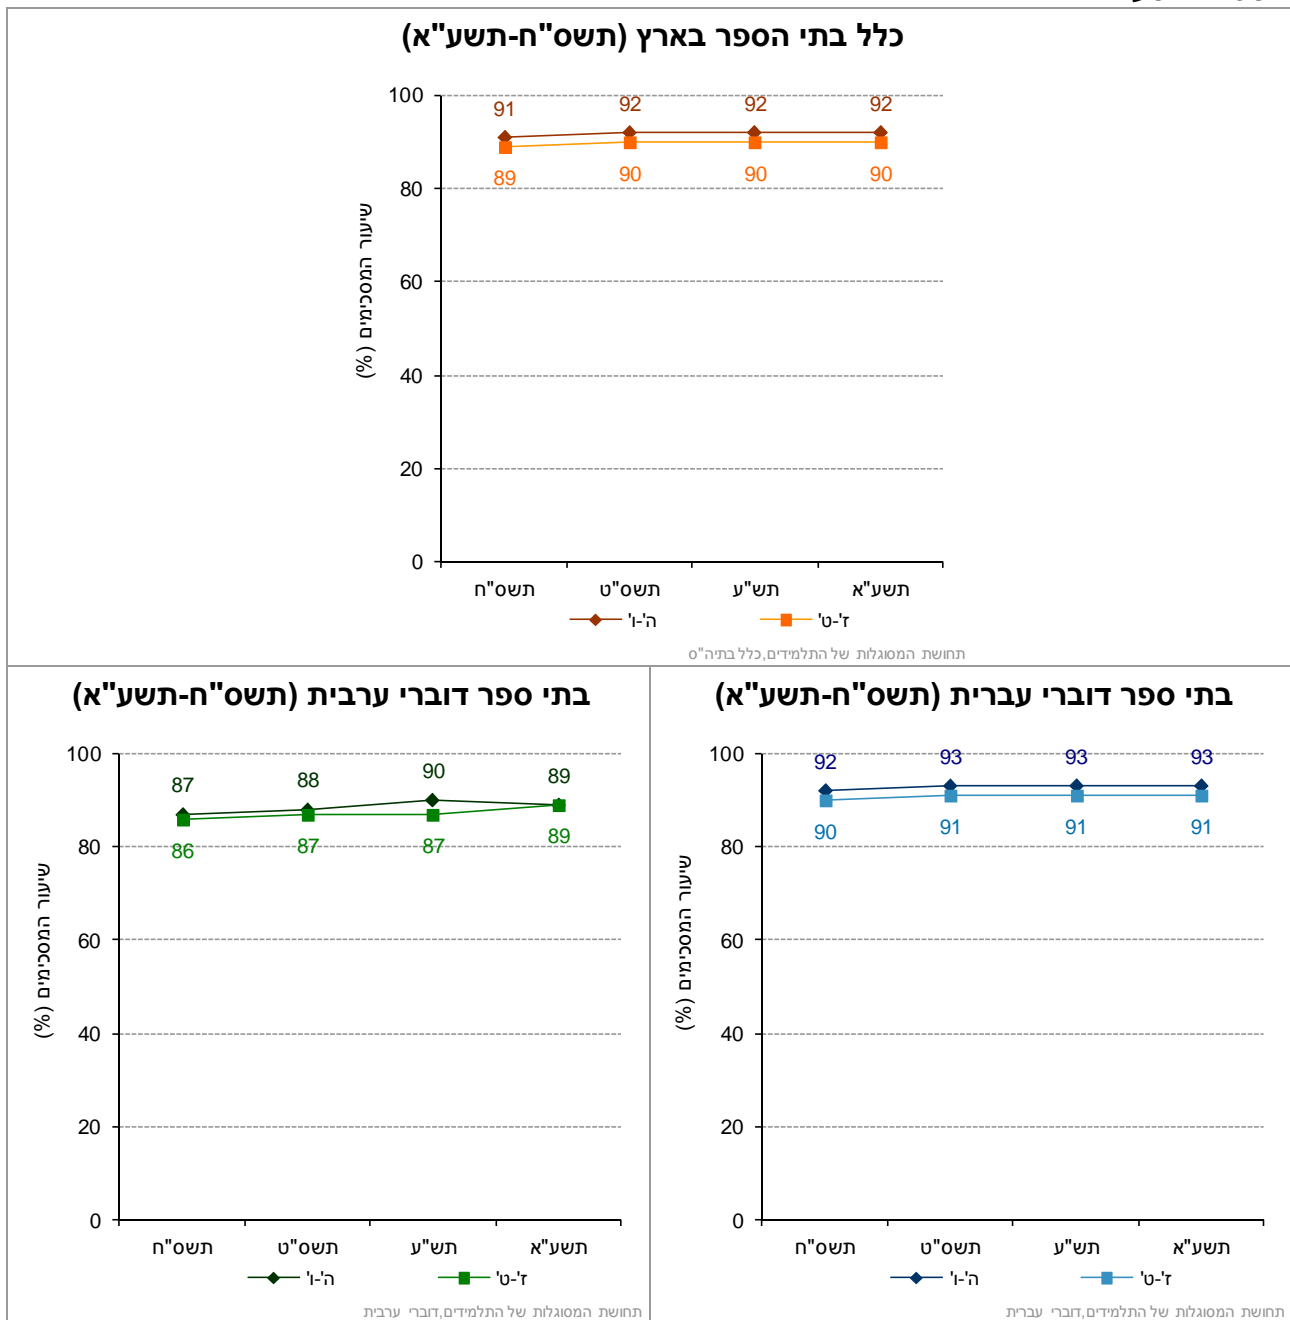 כלל בתי הספר בארץ (תשס"ח-תשע"א)
שיעור המסכימים (%)
100
80
60
40
20
0
91
92
92
92
89
90
90
90
תשס"ח
תשס"ט
תש"ע
תשע"א
ה'-ו'
ז'-ט'
תחושת המסוגלות של התלמידים,כלל בתיה"ס
בתי ספר דוברי עברית (תשס"ח-תשע"א)
שיעור המסכימים (%)
100
80
60
40
20
0
92
93
93
93
90
91
91
91
תשס"ח
תשס"ט
תש"ע
תשע"א
ה'-ו'
ז'-ט'
תחושת המסוגלות של התלמידים,דוברי עברית
בתי ספר דוברי ערבית (תשס"ח-תשע"א)
שיעור המסכימים (%)
100
80
60
40
20
0
87
88
90
89
86
87
87
89
תשס"ח
תשס"ט
תש"ע
תשע"א
ה'-ו'
ז'-ט'
תחושת המסוגלות של התלמידים,דוברי ערבית